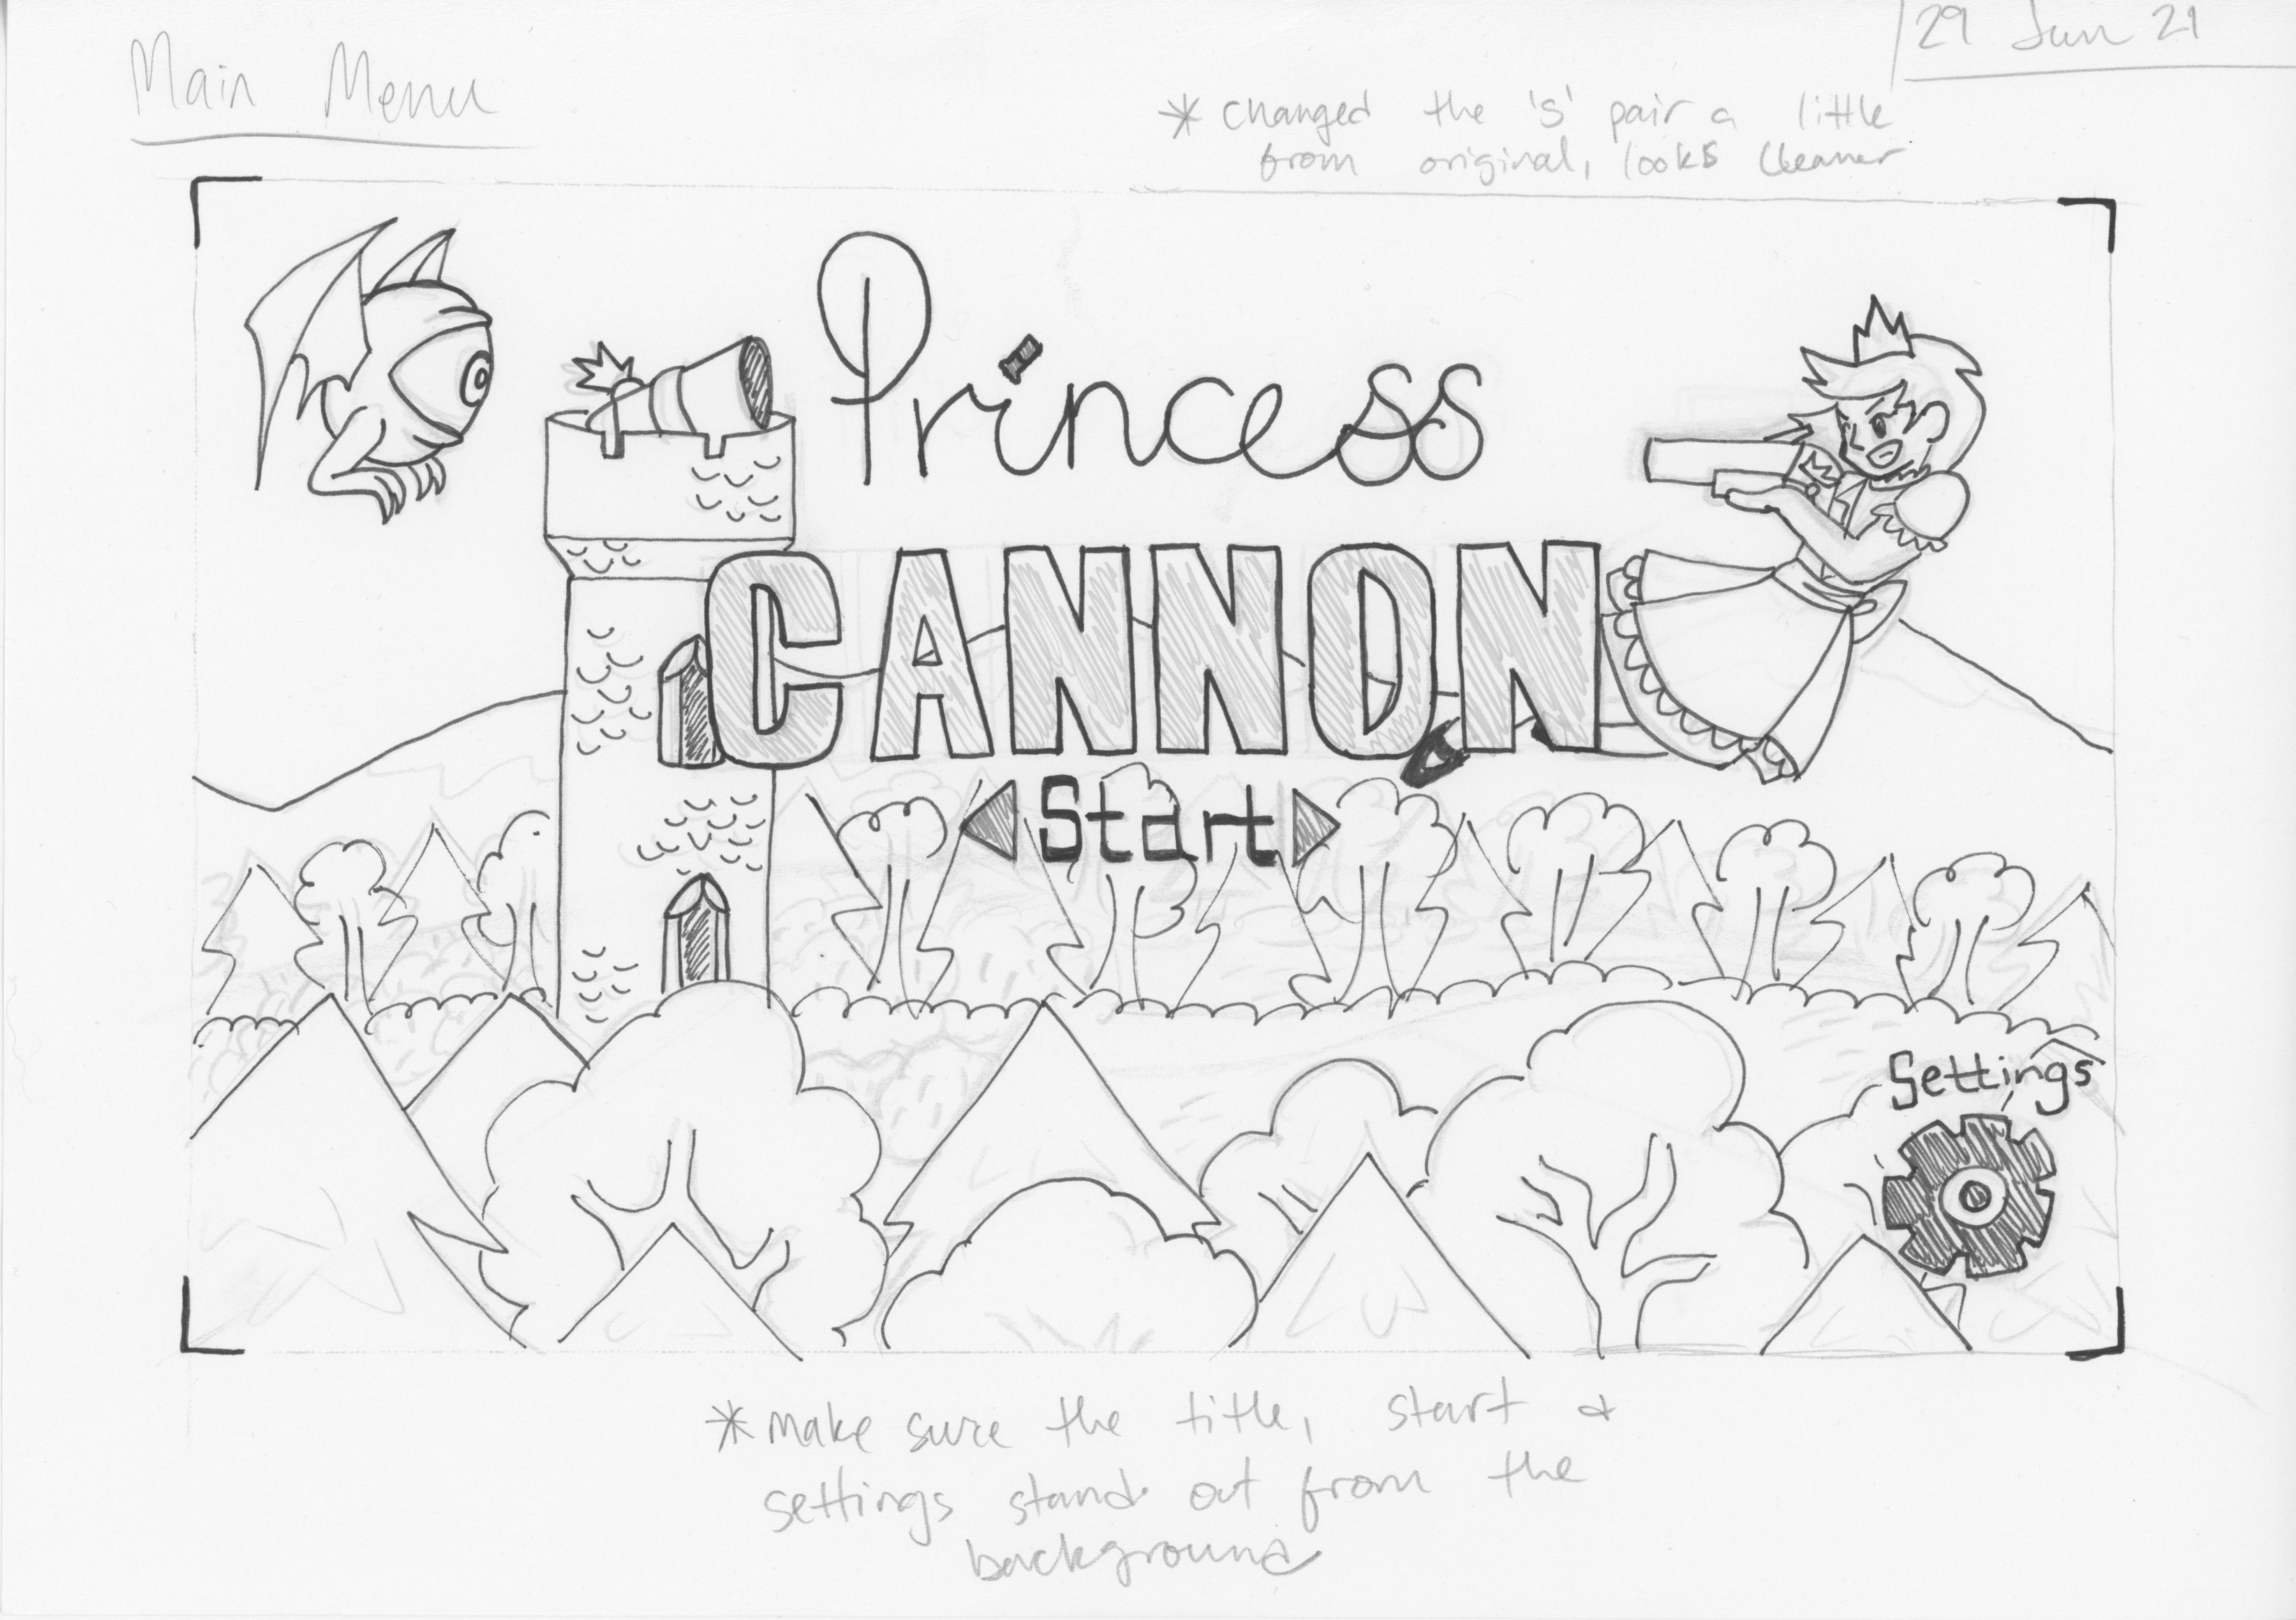 Main Menu
29 Jun 21
* changed the 's' pair a little
from original, looks cleaner
Princess
CANNON
Start
Settings
* make sure the title, start &
settings stand out from the
background